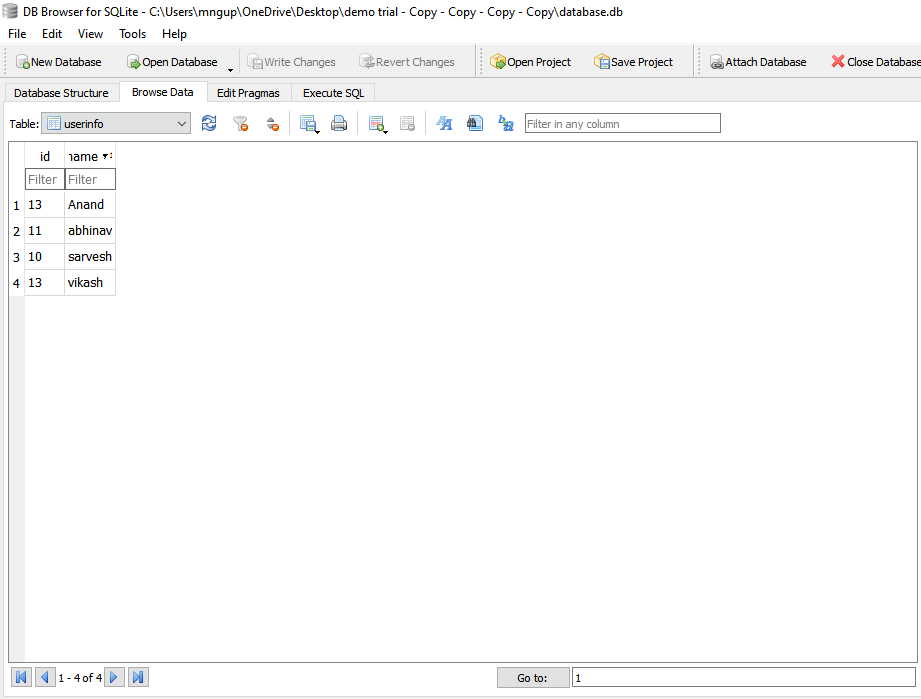 DB Browser for SQLite - C:\Users\mngup\OneDrive\Desktop\demo trial - Copy - Copy - Copy - Copy\database.db
File Edit View Tools Help
New Database Open Database Write Changes Revert Changes Open Project Save Project Attach Database Close Database
Database Structure Browse Data Edit Pragmas Execute SQL
Table: userinfo Filter in any column
id name
Filter Filter
1 13 Anand
2 11 abhinav
3 10 sarvesh
4 13 vikash
1 - 4 of 4 Go to: 1